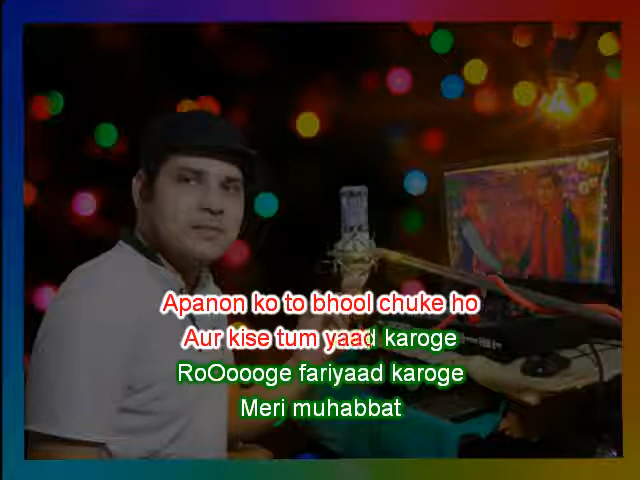 Apanon ko to bhool chuke ho
Aur kise tum yaad karoge
RoOoooge fariyaad karoge
Meri muhabbat